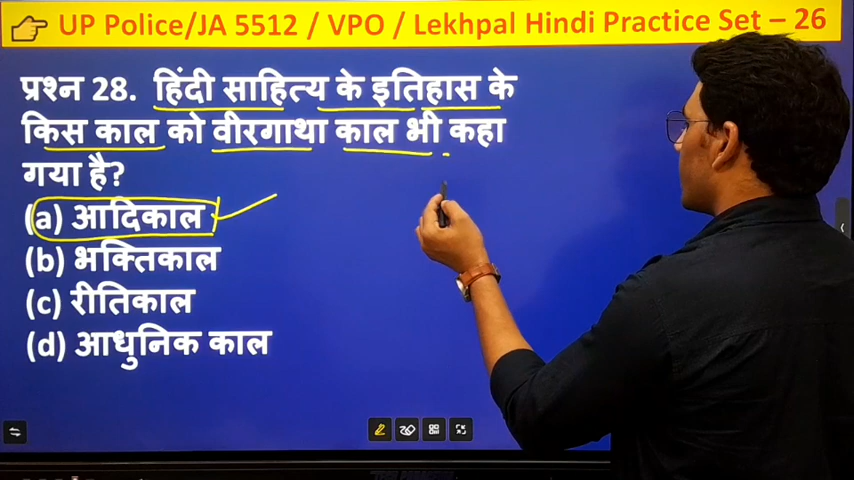 UP Police/JA 5512 / VPO / Lekhpal Hindi Practice Set – 26
प्रश्न 28. हिंदी साहित्य के इतिहास के
किस काल को वीरगाथा काल भी कहा
गया है?
(a) आदिकाल
(b) भक्तिकाल
(c) रीतिकाल
(d) आधुनिक काल